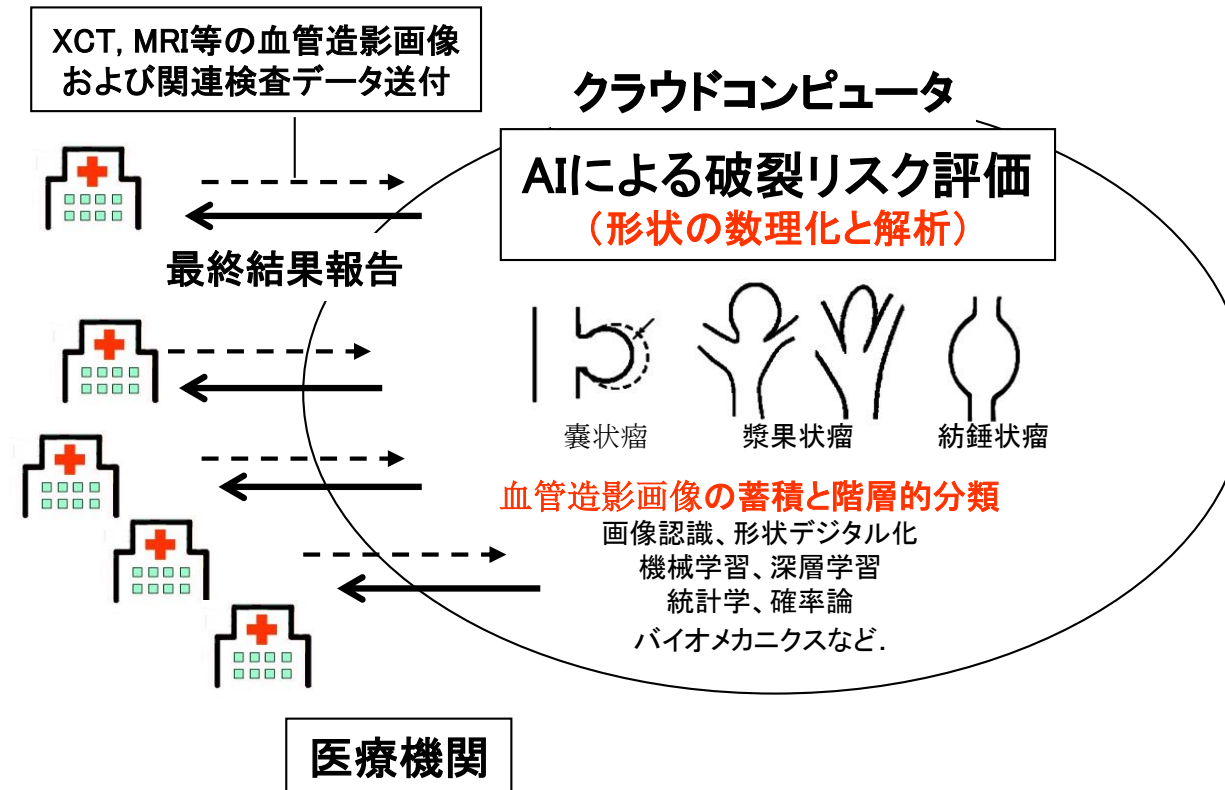 XCT, MRI等の血管造影画像
および関連検査データ送付
クラウドコンピュータ
AIによる破裂リスク評価
（形状の数理化と解析）
最終結果報告
嚢状瘤
漿果状瘤
紡錘状瘤
血管造影画像の蓄積と階層的分類
画像認識、形状デジタル化
機械学習、深層学習
統計学、確率論
バイオメカニクスなど.
医療機関